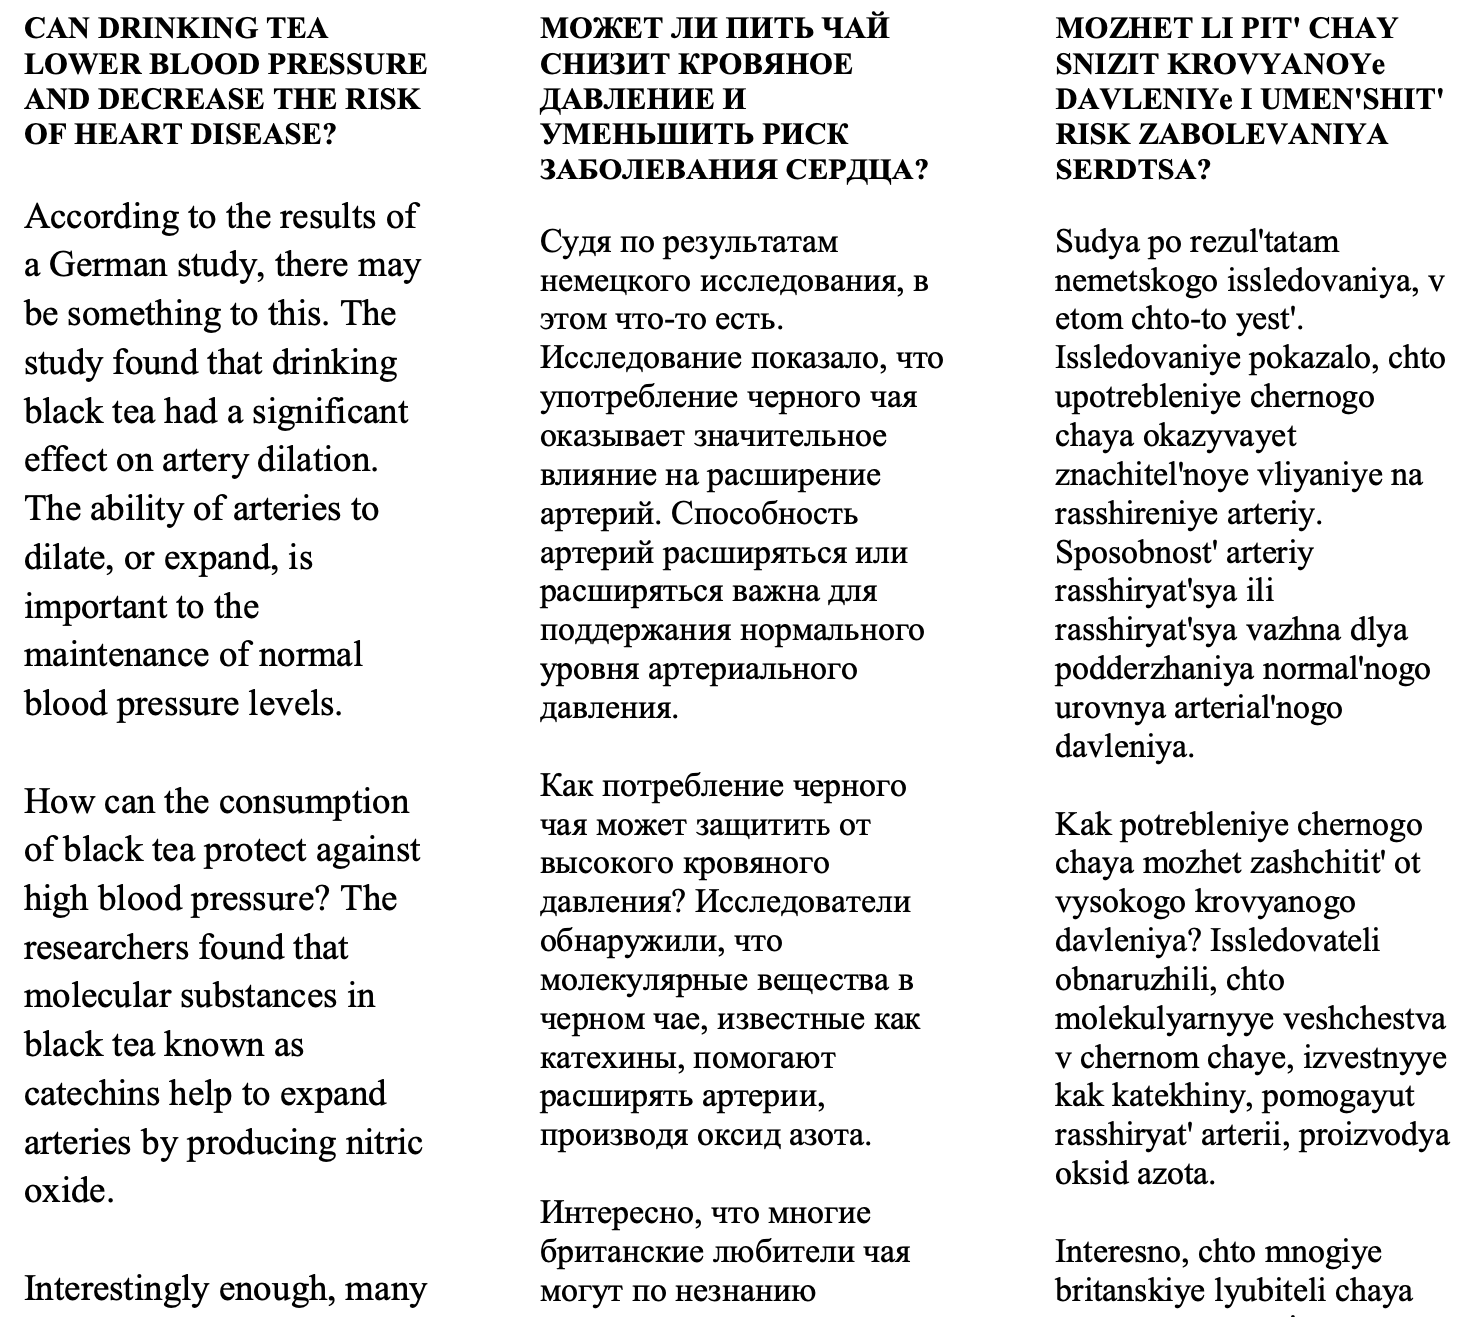 CAN DRINKING TEA
LOWER BLOOD PRESSURE
AND DECREASE THE RISK
OF HEART DISEASE?
According to the results of
a German study, there may
be something to this. The
study found that drinking
black tea had a significant
effect on artery dilation.
The ability of arteries to
dilate, or expand, is
important to the
maintenance of normal
blood pressure levels.
How can the consumption
of black tea protect against
high blood pressure? The
researchers found that
molecular substances in
black tea known as
catechins help to expand
arteries by producing nitric
oxide.
Interestingly enough, many
МОЖЕТ ЛИ ПИТЬ ЧАЙ
СНИЗИТ КРОВЯНОЕ
ДАВЛЕНИЕ И
УМЕНЬШИТЬ РИСК
ЗАБОЛЕВАНИЯ СЕРДЦА?
Судя по результатам
немецкого исследования, в
этом что-то есть.
Исследование показало, что
употребление черного чая
оказывает значительное
влияние на расширение
артерий. Способность
артерий расширяться или
расширяться важна для
поддержания нормального
уровня артериального
давления.
Как потребление черного
чая может защитить от
высокого кровяного
давления? Исследователи
обнаружили, что
молекулярные вещества в
черном чае, известные как
катехины, помогают
расширять артерии,
производя оксид азота.
Интересно, что многие
британские любители чая
могут по незнанию
MOZHET LI PIT' CHAY
SNIZIT KROVYANOYe
DAVLENIYe I UMEN'SHIT'
RISK ZABOLEVANIYA
SERDTSA?
Sudya po rezul'tatam
nemetskogo issledovaniya, v
etom chto-to yest'.
Issledovaniye pokazalo, chto
upotrebleniye chernogo
chaya okazyvayet
znachitel'noye vliyaniye na
rasshireniye arteriy.
Sposobnost' arteriy
rasshiryat'sya ili
rasshiryat'sya vazhna dlya
podderzhaniya normal'nogo
urovnya arterial'nogo
davleniya.
Kak potrebleniye chernogo
chaya mozhet zashchitit' ot
vysokogo krovyanogo
davleniya? Issledovateli
obnaruzhili, chto
molekulyarnyye veshchestva
v chernom chaye, izvestnyye
kak katekhiny, pomogayut
rasshiryat' arterii, proizvodya
oksid azota.
Interesno, chto mnogiye
britanskiye lyubiteli chaya